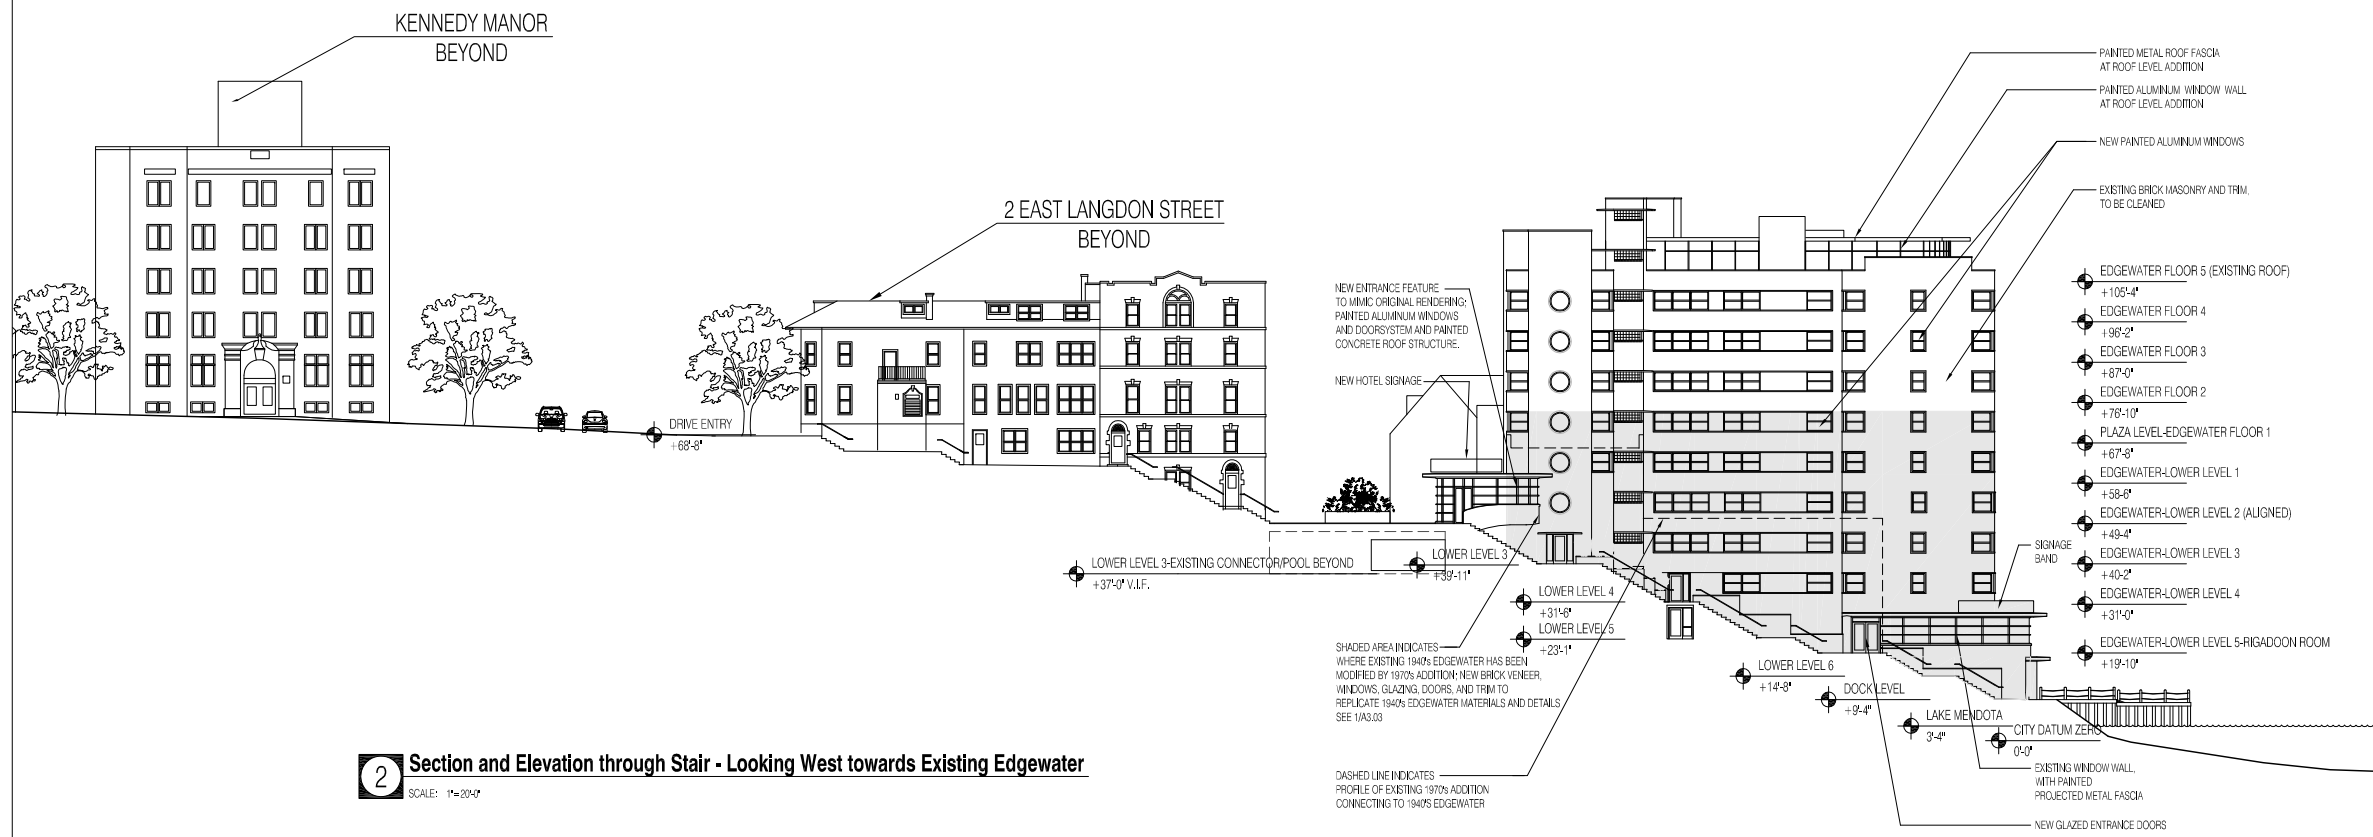 KENNEDY MANOR
BEYOND
2 EAST LANGDON STREET
BEYOND
DRIVE ENTRY
+68'-8"
LOWER LEVEL 3-EXISTING CONNECTOR/POOL BEYOND
+37'-0" V.I.F.
NEW ENTRANCE FEATURE
TO MIMIC ORIGINAL RENDERING;
PAINTED ALUMINUM WINDOWS
AND DOORSYSTEM AND PAINTED
CONCRETE ROOF STRUCTURE.
NEW HOTEL SIGNAGE
LOWER LEVEL 3
+39'-11"
LOWER LEVEL 4
+31'-6"
LOWER LEVEL 5
+23'-1"
SHADED AREA INDICATES
WHERE EXISTING 1940's EDGEWATER HAS BEEN
MODIFIED BY 1970's ADDITION; NEW BRICK VENEER,
WINDOWS, GLAZING, DOORS, AND TRIM TO
REPLICATE 1940's EDGEWATER MATERIALS AND DETAILS
SEE 1/A3.03
DASHED LINE INDICATES
PROFILE OF EXISTING 1970's ADDITION
CONNECTING TO 1940'S EDGEWATER
LOWER LEVEL 6
+14'-8"
DOCK LEVEL
+9'-4"
LAKE MENDOTA
3'-4"
CITY DATUM ZERO
0'-0"
PAINTED METAL ROOF FASCIA
AT ROOF LEVEL ADDITION
PAINTED ALUMINUM WINDOW WALL
AT ROOF LEVEL ADDITION
NEW PAINTED ALUMINUM WINDOWS
EXISTING BRICK MASONRY AND TRIM,
TO BE CLEANED
EDGEWATER FLOOR 5 (EXISTING ROOF)
+105'-4"
EDGEWATER FLOOR 4
+96'-2"
EDGEWATER FLOOR 3
+87'-0"
EDGEWATER FLOOR 2
+76'-10"
PLAZA LEVEL-EDGEWATER FLOOR 1
+67'-8"
EDGEWATER-LOWER LEVEL 1
+58'-6"
EDGEWATER-LOWER LEVEL 2 (ALIGNED)
+49'-4"
SIGNAGE
BAND
EDGEWATER-LOWER LEVEL 3
+40'-2"
EDGEWATER-LOWER LEVEL 4
+31'-0"
EDGEWATER-LOWER LEVEL 5-RIGADOON ROOM
+19'-10"
EXISTING WINDOW WALL,
WITH PAINTED
PROJECTED METAL FASCIA
NEW GLAZED ENTRANCE DOORS
2
Section and Elevation through Stair - Looking West towards Existing Edgewater
SCALE: 1"=20'-0"